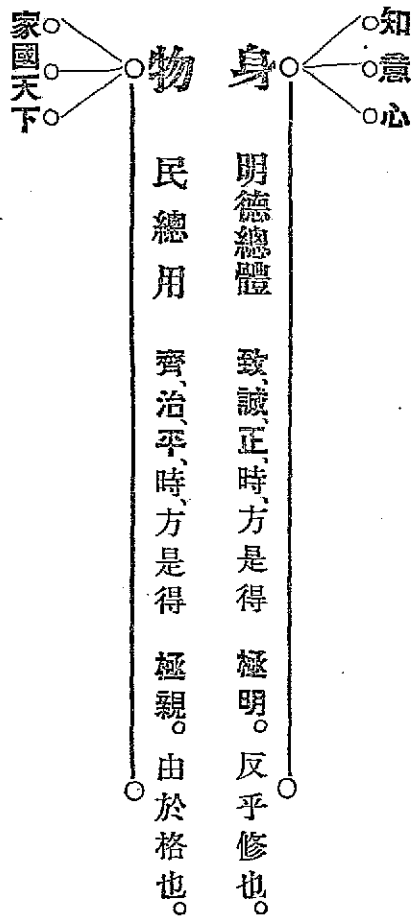 知
意
心
身
明德總體　致、誠、正、時、方是得　極明。反乎修也。
物
民總用　齊、治、平、時、方是得　極親。由於格也。
家
國
天下